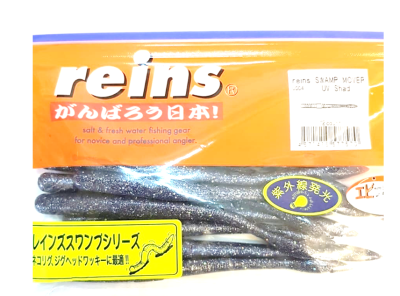 reins®
がんばろう日本!
salt & fresh water fishing gear
for novice and professional angler.
reins SWAMP MOVER
UV Shad
紫外線発光
レインズスワンプシリーズ
ネコリグ、ジグヘッドワッキーに最適!!